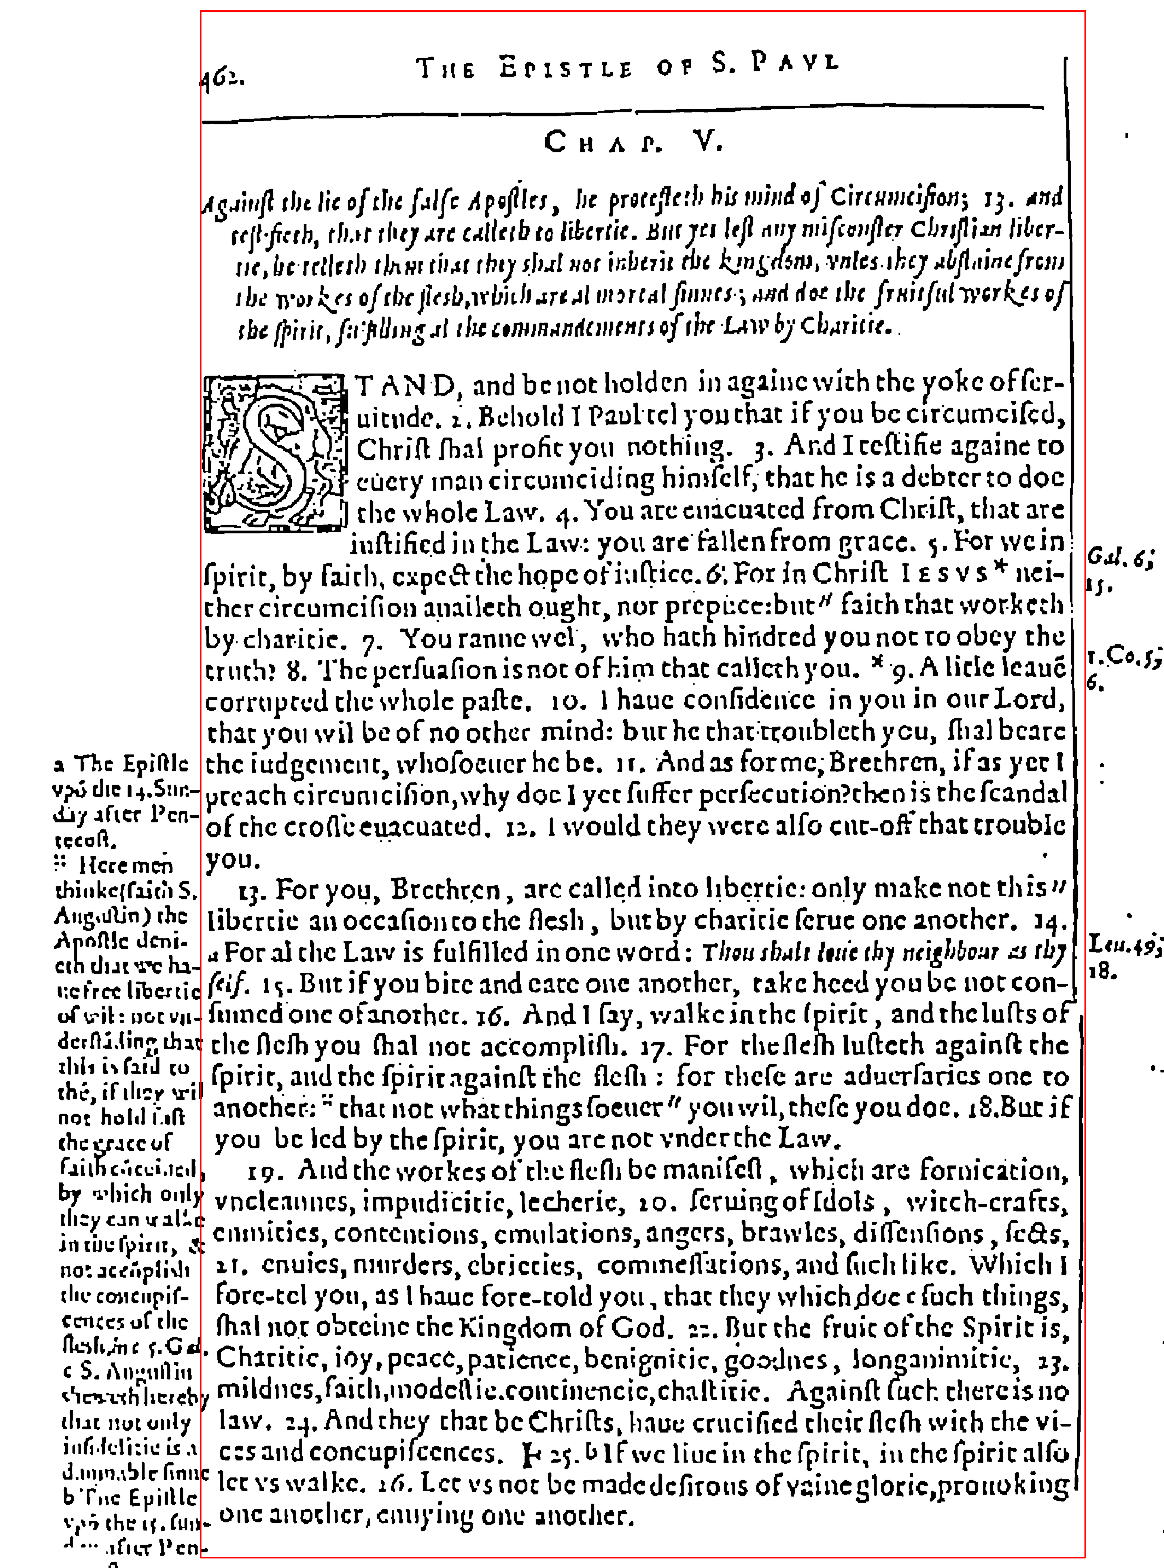 462.
THE EPISTLE OF S. PAVL
CHAP. V.
Against the lie of the false Apostles, he protesteth his mind of Circumcision; 13. and
testifieth, that they are called to libertie. But yet lest any misconster Christian liber-
tie, he telleth them that they shal not inherit the kingdom, vnles they abstaine from
the workes of the flesh, which are al mortal sinnes; and doe the fruitful workes of
the spirit, fulfilling al the commandements of the Law by Charitie.
STAND, and be not holden in againe with the yoke of ſer-
uitude. 2. Behold I Paul tel you that if you be circumciſed,
Chriſt ſhal profit you nothing. 3. And I teſtifie againe to
euery man circumciding himſelf, that he is a debter to doe
the whole Law. 4. You are euacuated from Chriſt, that are
iuſtified in the Law: you are fallen from grace. 5. For we in
ſpirit, by faith, expect the hope of iuſtice. 6. For in Chriſt IESVS * nei-
ther circumciſion auaileth ought, nor prepuce: but " faith that worketh
by charitie. 7. You ranne wel, who hath hindred you not to obey the
truth? 8. The perſuaſion is not of him that calleth you. * 9. A litle leauē
corrupted the whole paſte. 10. I haue confidence in you in our Lord,
that you wil be of no other mind: but he that troubleth you, ſhal beare
the iudgement, whoſoeuer he be. 11. And as for me, Brethren, if as yet I
preach circumciſion, why doe I yet ſuffer perſecution? then is the ſcandal
of the croſſe euacuated. 12. I would they were alſo cut-off that trouble
you.
13. For you, Brethren, are called into libertie: only make not this "
libertie an occaſion to the fleſh, but by charitie ſerue one another. 14.
a For al the Law is fulfilled in one word: Thou shalt loue thy neighbour as thy
ſelf. 15. But if you bite and eate one another, take heed you be not con-
ſumed one of another. 16. And I ſay, walke in the ſpirit, and the luſts of
the fleſh you ſhal not accompliſh. 17. For the fleſh luſteth againſt the
ſpirit, and the ſpirit againſt the fleſh: for theſe are aduerſaries one to
another: :: that not what things ſoeuer " you wil, theſe you doe. 18. But if
you be led by the ſpirit, you are not vnder the Law.
19. And the workes of the fleſh be manifeſt, which are fornication,
vncleannes, impudicitie, lecherie, 20. ſeruing of Idols, witch-crafts,
enmities, contentions, emulations, angers, brawles, diſſenſions, ſects,
21. enuies, murders, ebrieties, commeſſations, and ſuch like. Which I
fore-tel you, as I haue fore-told you, that they which doe ſuch things,
ſhal not obteine the Kingdom of God. 22. But the fruit of the Spirit is,
Charitie, ioy, peace, patience, benignitie, goodnes, longanimitie, 23.
mildnes, faith, modeſtie, continencie, chaſtitie. Againſt ſuch there is no
law. 24. And they that be Chriſts, haue crucified their fleſh with the vi-
ces and concupiſcences. 25. b If we liue in the ſpirit, in the ſpirit alſo
let vs walke. 26. Let vs not be made deſirous of vaine glorie, prouoking
one another, enuying one another.
Gal. 6;
15.
1. Co. 5;
6.
Leu. 19;
18.
a The Epiſtle
vpō the 14. Sun-
day after Pen-
tecoſt.
:: Here men
thinke (ſaith S.
Auguſtin) the
Apoſtle deni-
eth that we ha-
ue free libertie
of wil: not vn-
derſtāding that
this is ſaid to
thē, if they wil
not hold faſt
the grace of
faith cōceiued,
by which only
they can walke
in the ſpirit, &
not accōpliſh
the concupiſ-
cences of the
flesh, in c 5. Gal.
c S. Auguſtin
sheweth hereby
that not only
infidelitie is a
damnable ſinne
b The Epiſtle
vpō the 15. ſun-
after Pen-